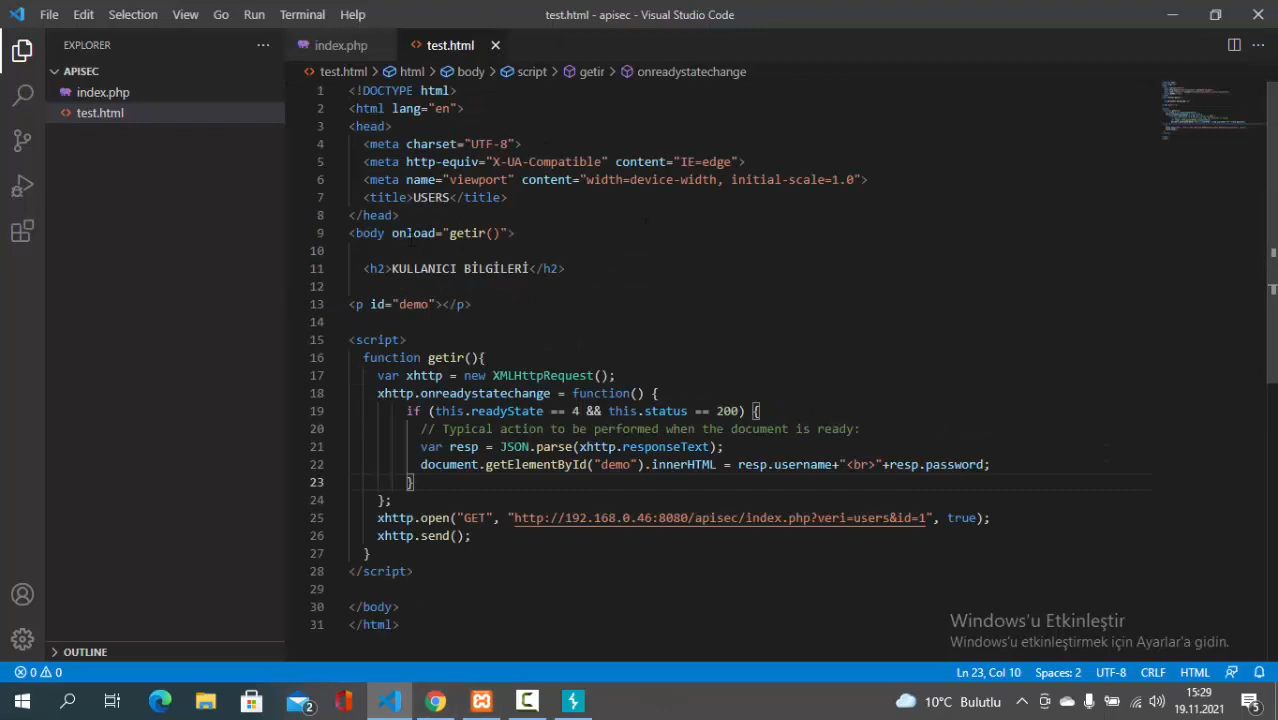 File Edit Selection View Go Run Terminal Help
test.html - apisec - Visual Studio Code
EXPLORER
APISEC
index.php
test.html
OUTLINE
index.php test.html
test.html > html > body > script > getir > onreadystatechange
1 <!DOCTYPE html>
2 <html lang="en">
3 <head>
4 <meta charset="UTF-8">
5 <meta http-equiv="X-UA-Compatible" content="IE=edge">
6 <meta name="viewport" content="width=device-width, initial-scale=1.0">
7 <title>USERS</title>
8 </head>
9 <body onload="getir()">
10
11 <h2>KULLANICI BİLGİLERİ</h2>
12
13 <p id="demo"></p>
14
15 <script>
16 function getir(){
17 var xhttp = new XMLHttpRequest();
18 xhttp.onreadystatechange = function() {
19 if (this.readyState == 4 && this.status == 200) {
20 // Typical action to be performed when the document is ready:
21 var resp = JSON.parse(xhttp.responseText);
22 document.getElementById("demo").innerHTML = resp.username+"<br>"+resp.password;
23 }
24 };
25 xhttp.open("GET", "http://192.168.0.46:8080/apisec/index.php?veri=users&id=1", true);
26 xhttp.send();
27 }
28 </script>
29
30 </body>
31 </html>
Windows'u Etkinleştir
Windows'u etkinleştirmek için Ayarlar'a gidin.
0 0
Ln 23, Col 10 Spaces: 2 UTF-8 CRLF HTML
2
10°C Bulutlu
15:29
19.11.2021
5